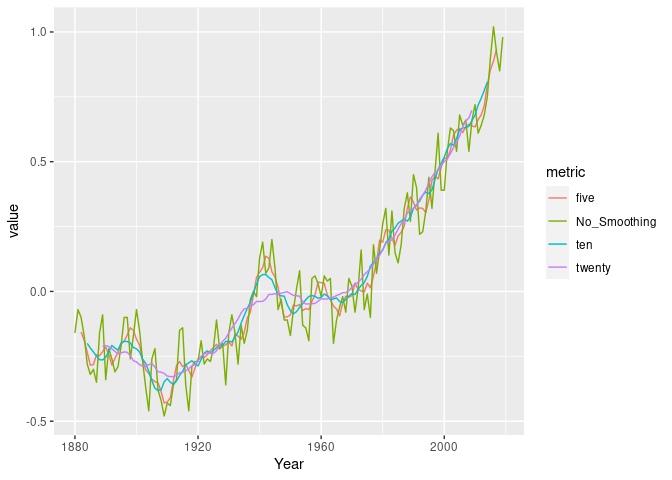 1.0
0.5
0.0
-0.5
value
1880
1920
1960
2000
Year
metric
five
No_Smoothing
ten
twenty